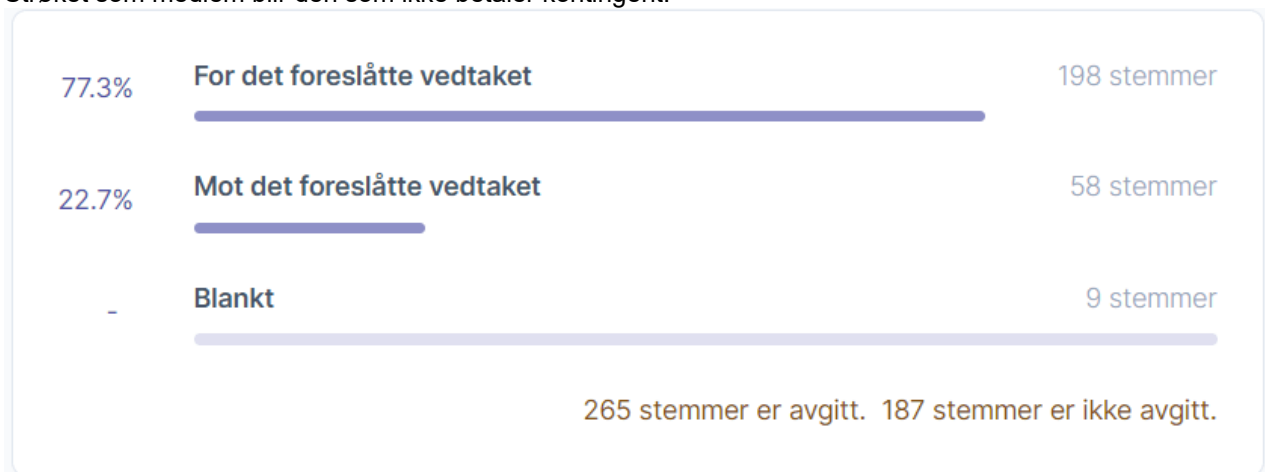 Strøket som medlem blir den som ikke betaler kontingent.
77.3% For det foreslåtte vedtaket 198 stemmer
22.7% Mot det foreslåtte vedtaket 58 stemmer
- Blankt 9 stemmer
265 stemmer er avgitt. 187 stemmer er ikke avgitt.